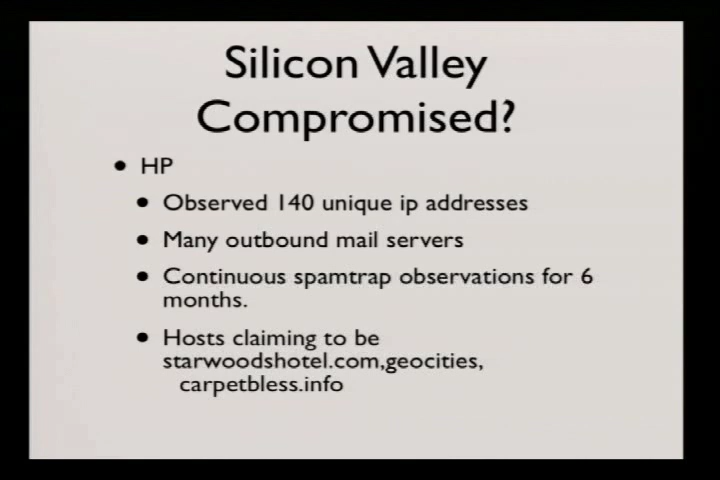 Silicon Valley
Compromised?
• HP
• Observed 140 unique ip addresses
• Many outbound mail servers
• Continuous spamtrap observations for 6
months.
• Hosts claiming to be
starwoodshotel.com,geocities,
carpetbless.info